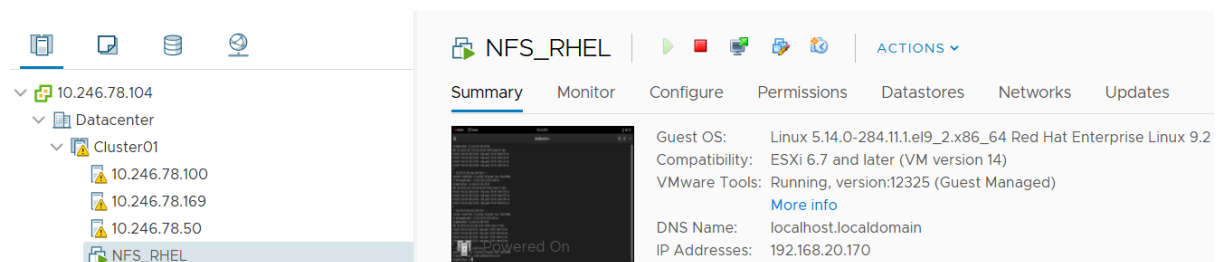 NFS_RHEL
ACTIONS
Summary Monitor Configure Permissions Datastores Networks Updates
10.246.78.104
Datacenter
Cluster01
10.246.78.100
10.246.78.169
10.246.78.50
NFS_RHEL
Powered On
Guest OS: Linux 5.14.0-284.11.1.el9_2.x86_64 Red Hat Enterprise Linux 9.2
Compatibility: ESXi 6.7 and later (VM version 14)
VMware Tools: Running, version:12325 (Guest Managed)
More info
DNS Name: localhost.localdomain
IP Addresses: 192.168.20.170